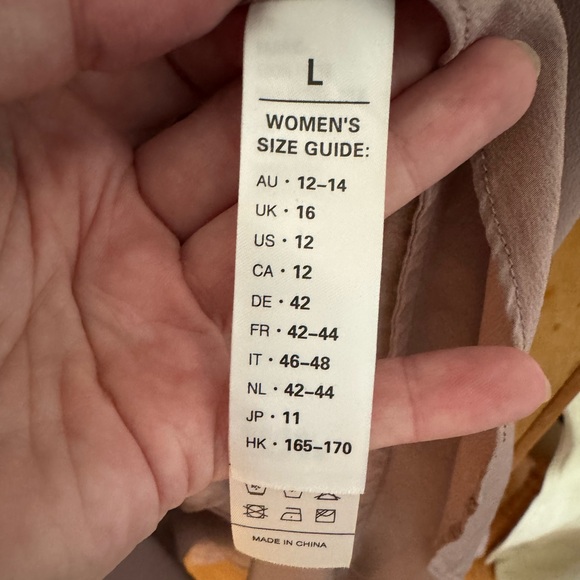 L
WOMEN'S
SIZE GUIDE:
AU · 12–14
UK · 16
US · 12
CA · 12
DE · 42
FR · 42–44
IT · 46–48
NL · 42–44
JP · 11
HK · 165–170
MADE IN CHINA